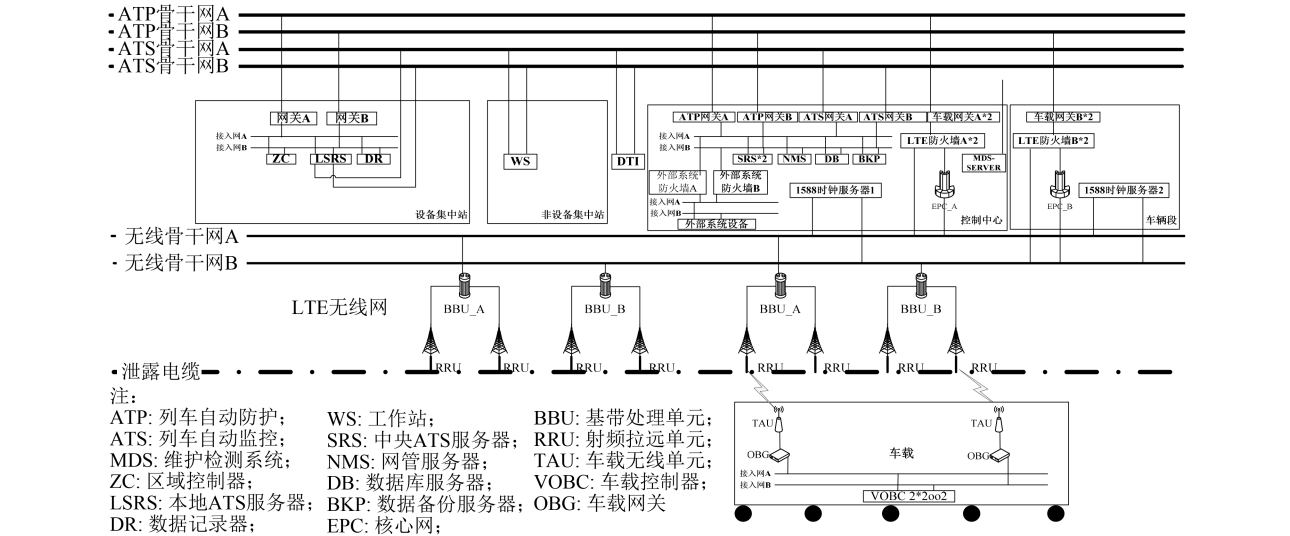 ATP骨干网A
ATP骨干网B
ATS骨干网A
ATS骨干网B
网关A 网关B
接入网A
接入网B
ZC LSRS DR
设备集中站
WS
非设备集中站
DTI
ATP网关A ATP网关B ATS网关A ATS网关B 车载网关A*2
接入网A
接入网B
LTE防火墙A*2
SRS*2 NMS DB BKP
MDS-
SERVER
外部系统
防火墙A
外部系统
防火墙B
1588时钟服务器1
接入网A
接入网B
EPC_A
外部系统设备
控制中心
车载网关B*2
LTE防火墙B*2
1588时钟服务器2
EPC_B
车辆段
无线骨干网A
无线骨干网B
LTE无线网
BBU_A BBU_B BBU_A BBU_B
RRU RRU RRU RRU RRU RRU RRU RRU
泄露电缆
TAU TAU
OBG 车载 OBG
接入网A
接入网B
VOBC 2*2oo2
注：
ATP: 列车自动防护；
ATS: 列车自动监控；
MDS: 维护检测系统；
ZC: 区域控制器；
LSRS: 本地ATS服务器；
DR: 数据记录器；
WS: 工作站；
SRS: 中央ATS服务器；
NMS: 网管服务器；
DB: 数据库服务器；
BKP: 数据备份服务器；
EPC: 核心网；
BBU: 基带处理单元；
RRU: 射频拉远单元；
TAU: 车载无线单元；
VOBC: 车载控制器；
OBG: 车载网关